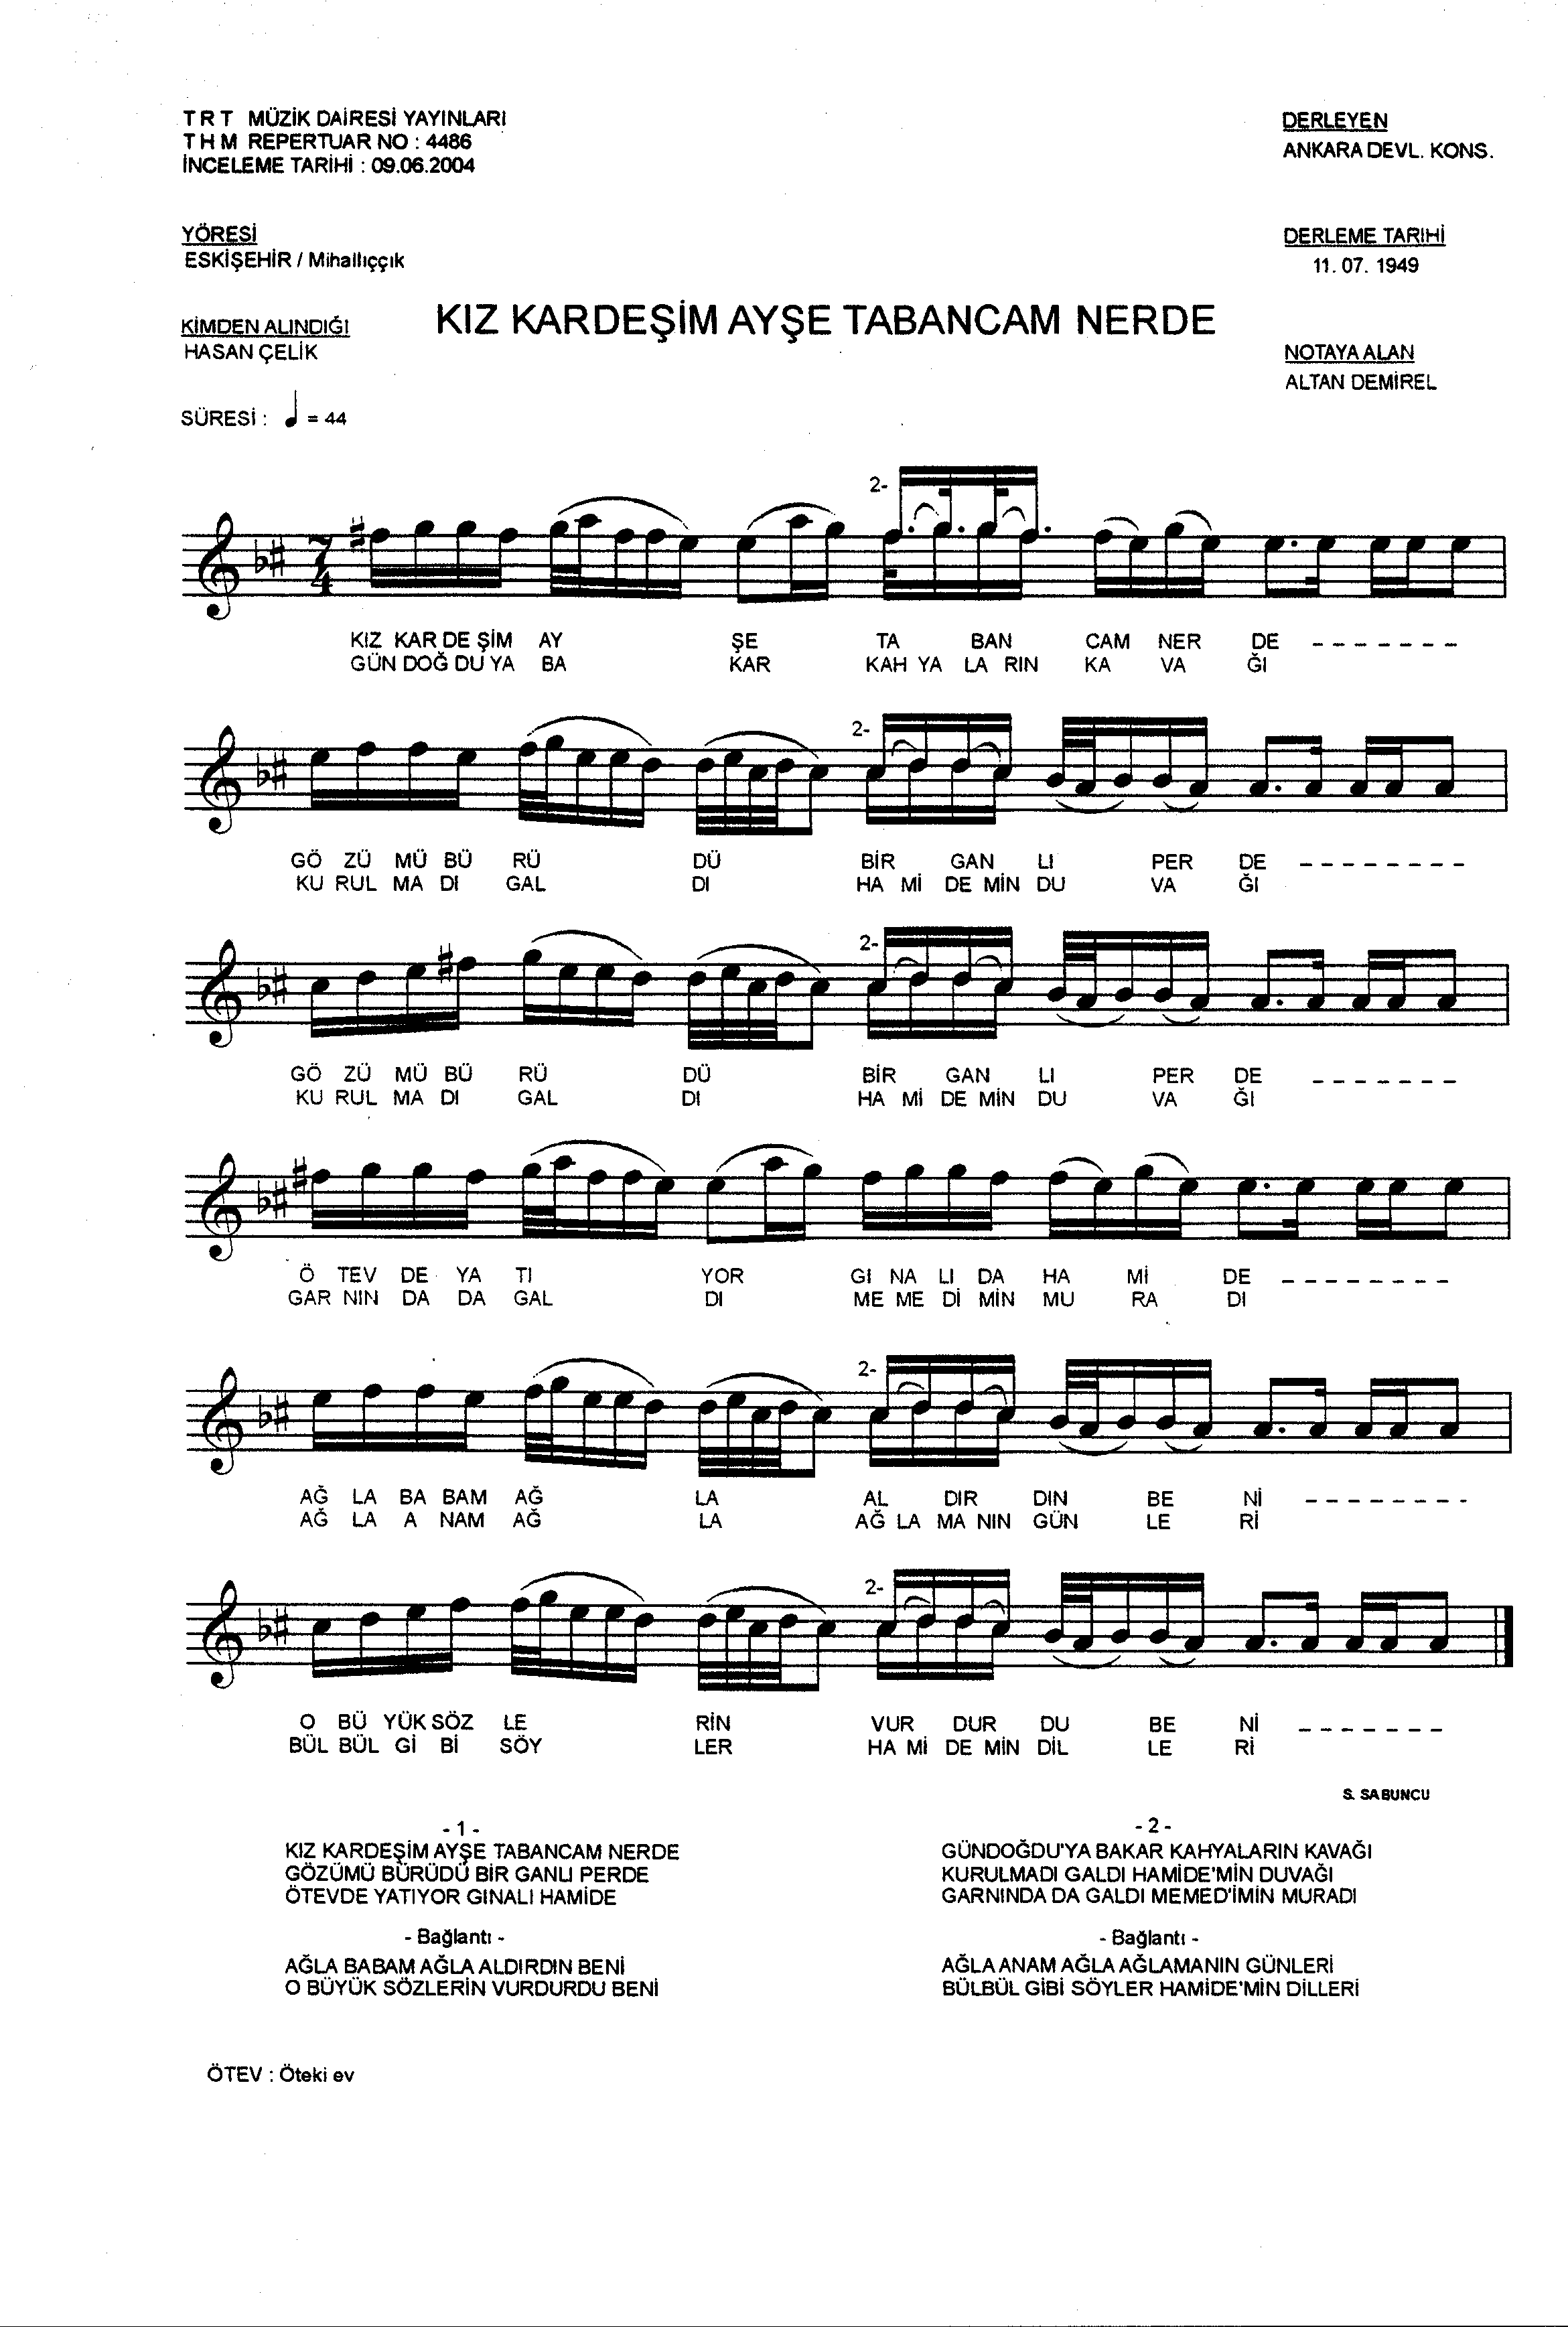 T R T MÜZİK DAİRESİ YAYINLARI
T H M REPERTUAR NO : 4486
İNCELEME TARİHİ : 09.06.2004
DERLEYEN
ANKARA DEVL. KONS.
YÖRESİ
ESKİŞEHİR / Mihallıççık
DERLEME TARIHİ
11. 07. 1949
KİMDEN ALINDIĞI
HASAN ÇELİK
KIZ KARDEŞİM AYŞE TABANCAM NERDE
NOTAYA ALAN
ALTAN DEMİREL
SÜRESİ : ♩ = 44
2-
7
4
KIZ KAR DE ŞİM AY ŞE TA BAN CAM NER DE - - - - - - -
GÜN DOĞ DU YA BA KAR KAH YA LA RIN KA VA ĞI
2-
GÖ ZÜ MÜ BÜ RÜ DÜ BİR GAN LI PER DE - - - - - - - -
KU RUL MA DI GAL DI HA Mİ DE MİN DU VA ĞI
2-
GÖ ZÜ MÜ BÜ RÜ DÜ BİR GAN LI PER DE - - - - - - -
KU RUL MA DI GAL DI HA Mİ DE MİN DU VA ĞI
Ö TEV DE YA TI YOR GI NA LI DA HA Mİ DE - - - - - - - -
GAR NIN DA DA GAL DI ME ME Dİ MİN MU RA DI
2-
AĞ LA BA BAM AĞ LA AL DIR DIN BE Nİ - - - - - - - -
AĞ LA A NAM AĞ LA AĞ LA MA NIN GÜN LE Rİ
2-
O BÜ YÜK SÖZ LE RİN VUR DUR DU BE Nİ - - - - - - -
BÜL BÜL Gİ Bİ SÖY LER HA Mİ DE MİN DİL LE Rİ
S. SABUNCU
- 1 -
KIZ KARDEŞİM AYŞE TABANCAM NERDE
GÖZÜMÜ BÜRÜDÜ BİR GANLI PERDE
ÖTEVDE YATIYOR GINALI HAMİDE
- Bağlantı -
AĞLA BABAM AĞLA ALDIRDIN BENİ
O BÜYÜK SÖZLERİN VURDURDU BENİ
- 2 -
GÜNDOĞDU'YA BAKAR KAHYALARIN KAVAĞI
KURULMADI GALDI HAMİDE'MİN DUVAĞI
GARNINDA DA GALDI MEMED'İMİN MURADI
- Bağlantı -
AĞLA ANAM AĞLA AĞLAMANIN GÜNLERİ
BÜLBÜL GİBİ SÖYLER HAMİDE'MİN DİLLERİ
ÖTEV : Öteki ev